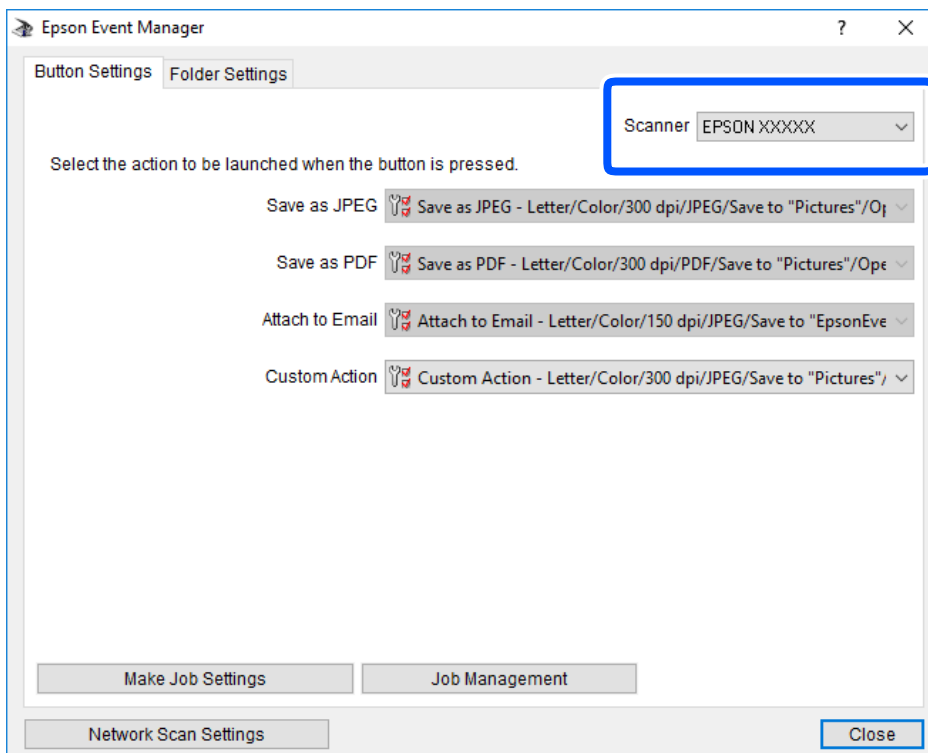 Epson Event Manager
Button Settings Folder Settings
Scanner EPSON XXXXX
Select the action to be launched when the button is pressed.
Save as JPEG Save as JPEG - Letter/Color/300 dpi/JPEG/Save to "Pictures"/Op
Save as PDF Save as PDF - Letter/Color/300 dpi/PDF/Save to "Pictures"/Ope
Attach to Email Attach to Email - Letter/Color/150 dpi/JPEG/Save to "EpsonEve
Custom Action Custom Action - Letter/Color/300 dpi/JPEG/Save to "Pictures"/
Make Job Settings Job Management
Network Scan Settings Close